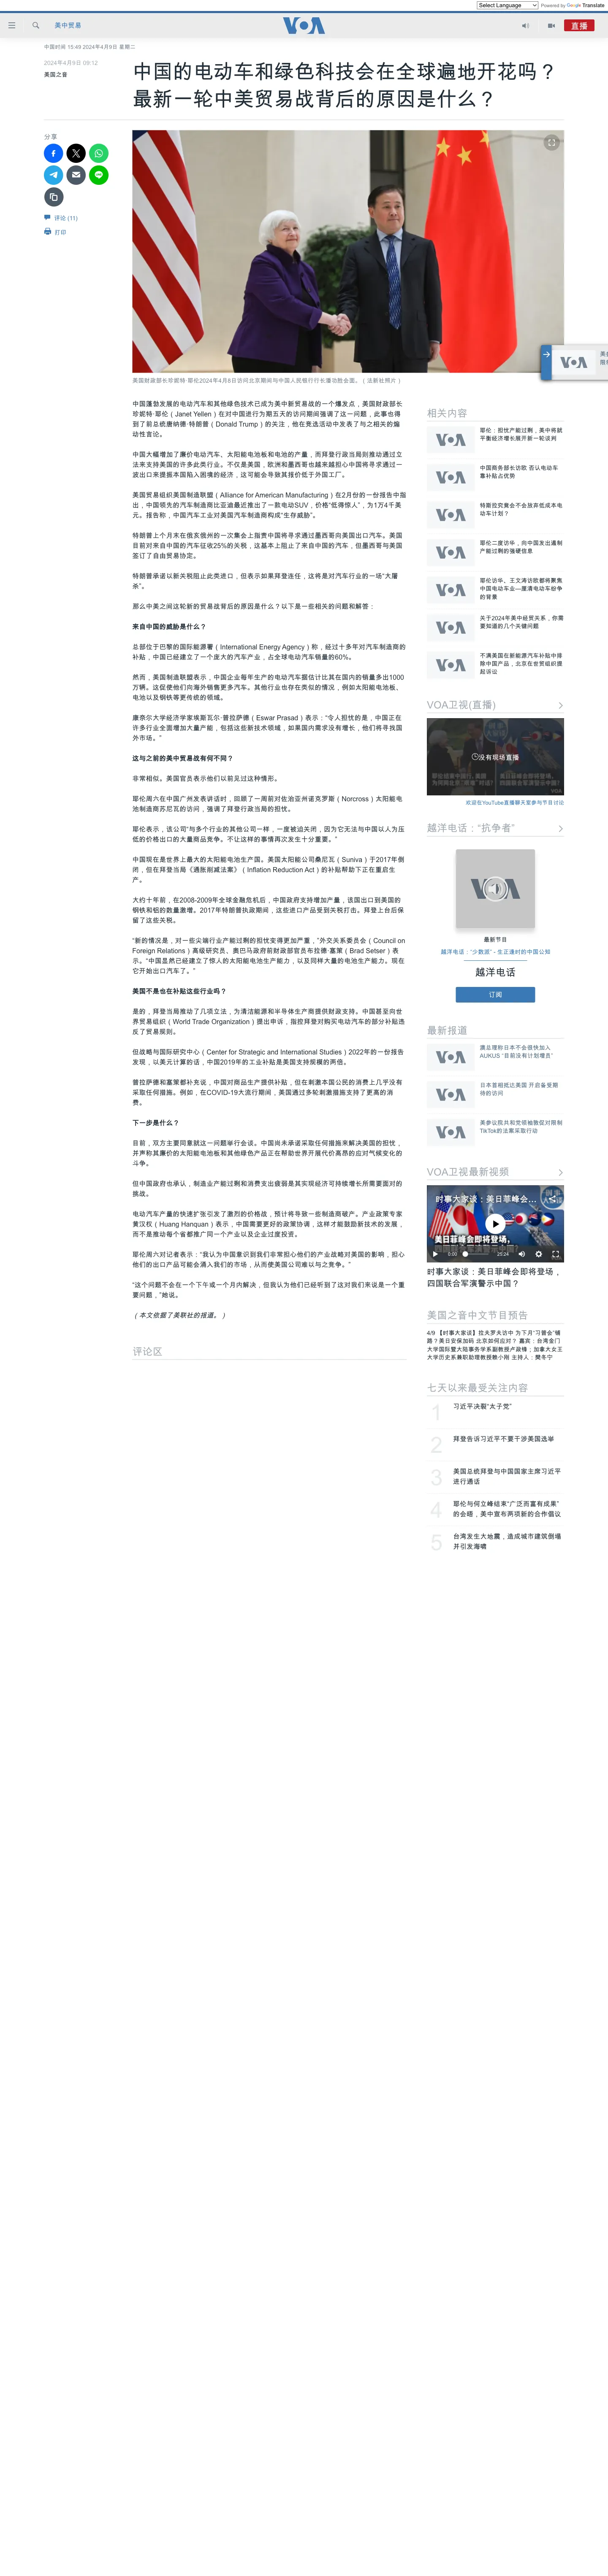 Select Language
Powered by Google Translate
美中贸易
VOA
直播
中国时间 15:49 2024年4月9日 星期二
2024年4月9日 09:12
美国之音
中国的电动车和绿色科技会在全球遍地开花吗？
最新一轮中美贸易战背后的原因是什么？
分享
评论 (11)
打印
美国财政部长珍妮特·耶伦2024年4月8日访问北京期间与中国人民银行行长潘功胜会面。（法新社照片）
中国蓬勃发展的电动汽车和其他绿色技术已成为美中新贸易战的一个爆发点，美国财政部长
珍妮特·耶伦（Janet Yellen）在对中国进行为期五天的访问期间强调了这一问题，此事也得
到了前总统唐纳德·特朗普（Donald Trump）的关注，他在竞选活动中发表了与之相关的煽
动性言论。
中国大幅增加了廉价电动汽车、太阳能电池板和电池的产量，而拜登行政当局则推动通过立
法来支持美国的许多此类行业。不仅是美国，欧洲和墨西哥也越来越担心中国将寻求通过一
波出口来提振本国陷入困境的经济，这可能会导致其报价低于外国工厂。
美国贸易组织美国制造联盟（Alliance for American Manufacturing）在2月份的一份报告中指
出，中国领先的汽车制造商比亚迪最近推出了一款电动SUV，价格“低得惊人”，为1万4千美
元。报告称，中国汽车工业对美国汽车制造商构成“生存威胁”。
特朗普上个月末在俄亥俄州的一次集会上指责中国将寻求通过墨西哥向美国出口汽车。美国
目前对来自中国的汽车征收25%的关税，这基本上阻止了来自中国的汽车，但墨西哥与美国
签订了自由贸易协定。
特朗普承诺以新关税阻止此类进口，但表示如果拜登连任，这将是对汽车行业的一场“大屠
杀”。
那么中美之间这轮新的贸易战背后的原因是什么？以下是一些相关的问题和解答：
来自中国的威胁是什么？
总部位于巴黎的国际能源署（International Energy Agency）称，经过十多年对汽车制造商的
补贴，中国已经建立了一个庞大的汽车产业，占全球电动汽车销量的60%。
然而，美国制造联盟表示，中国企业每年生产的电动汽车据估计比其在国内的销量多出1000
万辆。这促使他们向海外销售更多汽车。其他行业也存在类似的情况，例如太阳能电池板、
电池以及钢铁等更传统的领域。
康奈尔大学经济学家埃斯瓦尔·普拉萨德（Eswar Prasad）表示：“令人担忧的是，中国正在
许多行业全面增加大量产能，包括这些新技术领域，如果国内需求没有增长，他们将寻找国
外市场。”
这与之前的美中贸易战有何不同？
非常相似。美国官员表示他们以前见过这种情形。
耶伦周六在中国广州发表讲话时，回顾了一周前对佐治亚州诺克罗斯（Norcross）太阳能电
池制造商苏尼瓦的访问，强调了拜登行政当局的担忧。
耶伦表示，该公司“与多个行业的其他公司一样，一度被迫关闭，因为它无法与中国以人为压
低的价格出口的大量商品竞争。不让这样的事情再次发生十分重要。”
中国现在是世界上最大的太阳能电池生产国。美国太阳能公司桑尼瓦（Suniva）于2017年倒
闭，但在拜登当局《通胀削减法案》（Inflation Reduction Act）的补贴帮助下正在重启生
产。
大约十年前，在2008-2009年全球金融危机后，中国政府支持增加产量，该国出口到美国的
钢铁和铝的数量激增。2017年特朗普执政期间，这些进口产品受到关税打击。拜登上台后保
留了这些关税。
“新的情况是，对一些尖端行业产能过剩的担忧变得更加严重，”外交关系委员会（Council on
Foreign Relations）高级研究员、奥巴马政府前财政部官员布拉德·塞策（Brad Setser）表
示。“中国显然已经建立了惊人的太阳能电池生产能力，以及同样大量的电池生产能力。现在
它开始出口汽车了。”
美国不是也在补贴这些行业吗？
是的，拜登当局推动了几项立法，为清洁能源和半导体生产商提供财政支持。中国甚至向世
界贸易组织（World Trade Organization）提出申诉，指控拜登对购买电动汽车的部分补贴违
反了贸易规则。
但战略与国际研究中心（Center for Strategic and International Studies）2022年的一份报告
发现，以美元计算的话，中国2019年的工业补贴是美国支持规模的两倍。
普拉萨德和塞策都补充说，中国对商品生产提供补贴，但在刺激本国公民的消费上几乎没有
采取任何措施。例如，在COVID-19大流行期间，美国通过多轮刺激措施支持了更高的消
费。
下一步是什么？
目前，双方主要同意就这一问题举行会谈。中国尚未承诺采取任何措施来解决美国的担忧，
并声称其廉价的太阳能电池板和其他绿色产品正在帮助世界开展代价高昂的应对气候变化的
斗争。
但中国政府也承认，制造业产能过剩和消费支出疲弱是其实现经济可持续增长所需要面对的
挑战。
电动汽车产量的快速扩张引发了激烈的价格战，预计将导致一些制造商破产。产业政策专家
黄汉权（Huang Hanquan）表示，中国需要更好的政策协调，这样才能鼓励新技术的发展，
而不是推动每个省都推广同一个产业以及企业过度投资。
耶伦周六对记者表示：“我认为中国意识到我们非常担心他们的产业战略对美国的影响，担心
他们的出口产品可能会涌入我们的市场，从而使美国公司难以与之竞争。”
“这个问题不会在一个下午或一个月内解决，但我认为他们已经听到了这对我们来说是一个重
要问题，”她说。
（本文依据了美联社的报道。）
评论区
相关内容
耶伦：担忧产能过剩，美中将就
平衡经济增长展开新一轮谈判
中国商务部长访欧 否认电动车
靠补贴占优势
特斯拉究竟会不会放弃低成本电
动车计划？
耶伦二度访华，向中国发出遏制
产能过剩的强硬信息
耶伦访华、王文涛访欧都将聚焦
中国电动车业—厘清电动车纷争
的背景
关于2024年美中经贸关系，你需
要知道的几个关键问题
不满美国在新能源汽车补贴中排
除中国产品，北京在世贸组织提
起诉讼
VOA卫视(直播)
没有现场直播
欢迎在YouTube直播聊天室参与节目讨论
越洋电话：“抗争者”
最新节目
越洋电话：“少数派” - 生正逢时的中国公知
越洋电话
订阅
最新报道
澳总理称日本不会很快加入
AUKUS “目前没有计划增员”
日本首相抵达美国 开启备受期
待的访问
美参议院共和党领袖敦促对限制
TikTok的法案采取行动
VOA卫视最新视频
时事大家谈：美日菲峰会...
美日菲峰会即将登场，
0:00
25:24
时事大家谈：美日菲峰会即将登场，
四国联合军演警示中国？
美国之音中文节目预告
4/9 【时事大家谈】拉夫罗夫访中 为下月“习普会”铺
路？美日安保加码 北京如何应对？ 嘉宾：台湾金门
大学国际暨大陆事务学系副教授卢政锋；加拿大女王
大学历史系兼职助理教授赖小刚 主持人：樊冬宁
七天以来最受关注内容
1 习近平决裂“太子党”
2 拜登告诉习近平不要干涉美国选举
3 美国总统拜登与中国国家主席习近平
进行通话
4 耶伦与何立峰结束“广泛而富有成果”
的会晤，美中宣布两项新的合作倡议
5 台湾发生大地震，造成城市建筑倒塌
并引发海啸